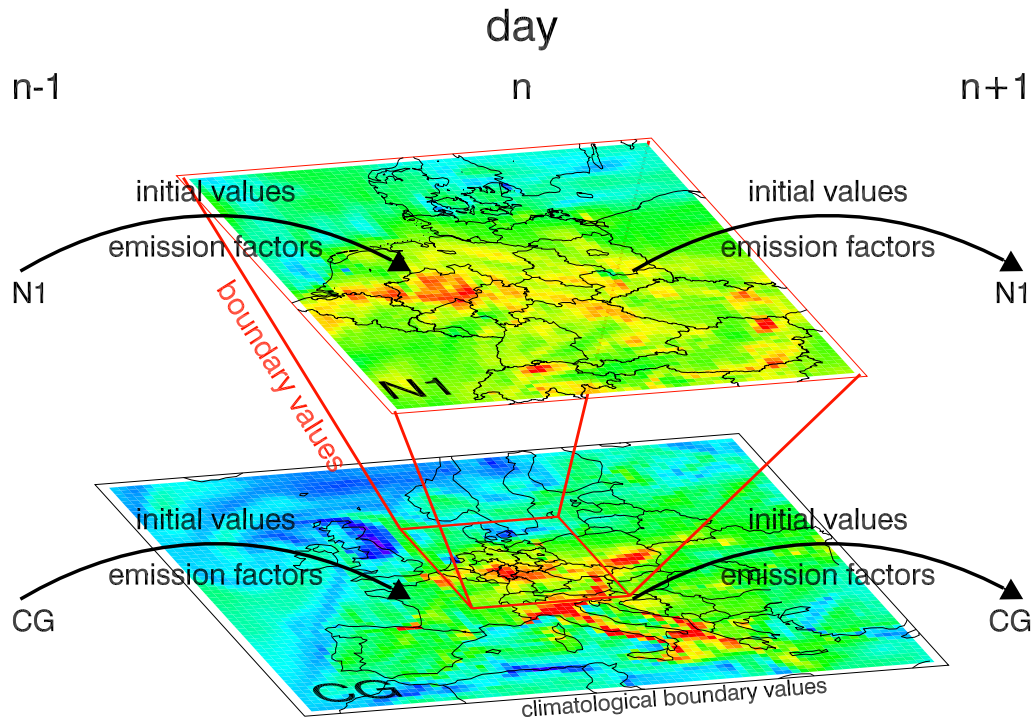 day
n-1
n
n+1
initial values
emission factors
N1
initial values
emission factors
N1
boundary values
N1
initial values
emission factors
CG
initial values
emission factors
CG
CG
climatological boundary values